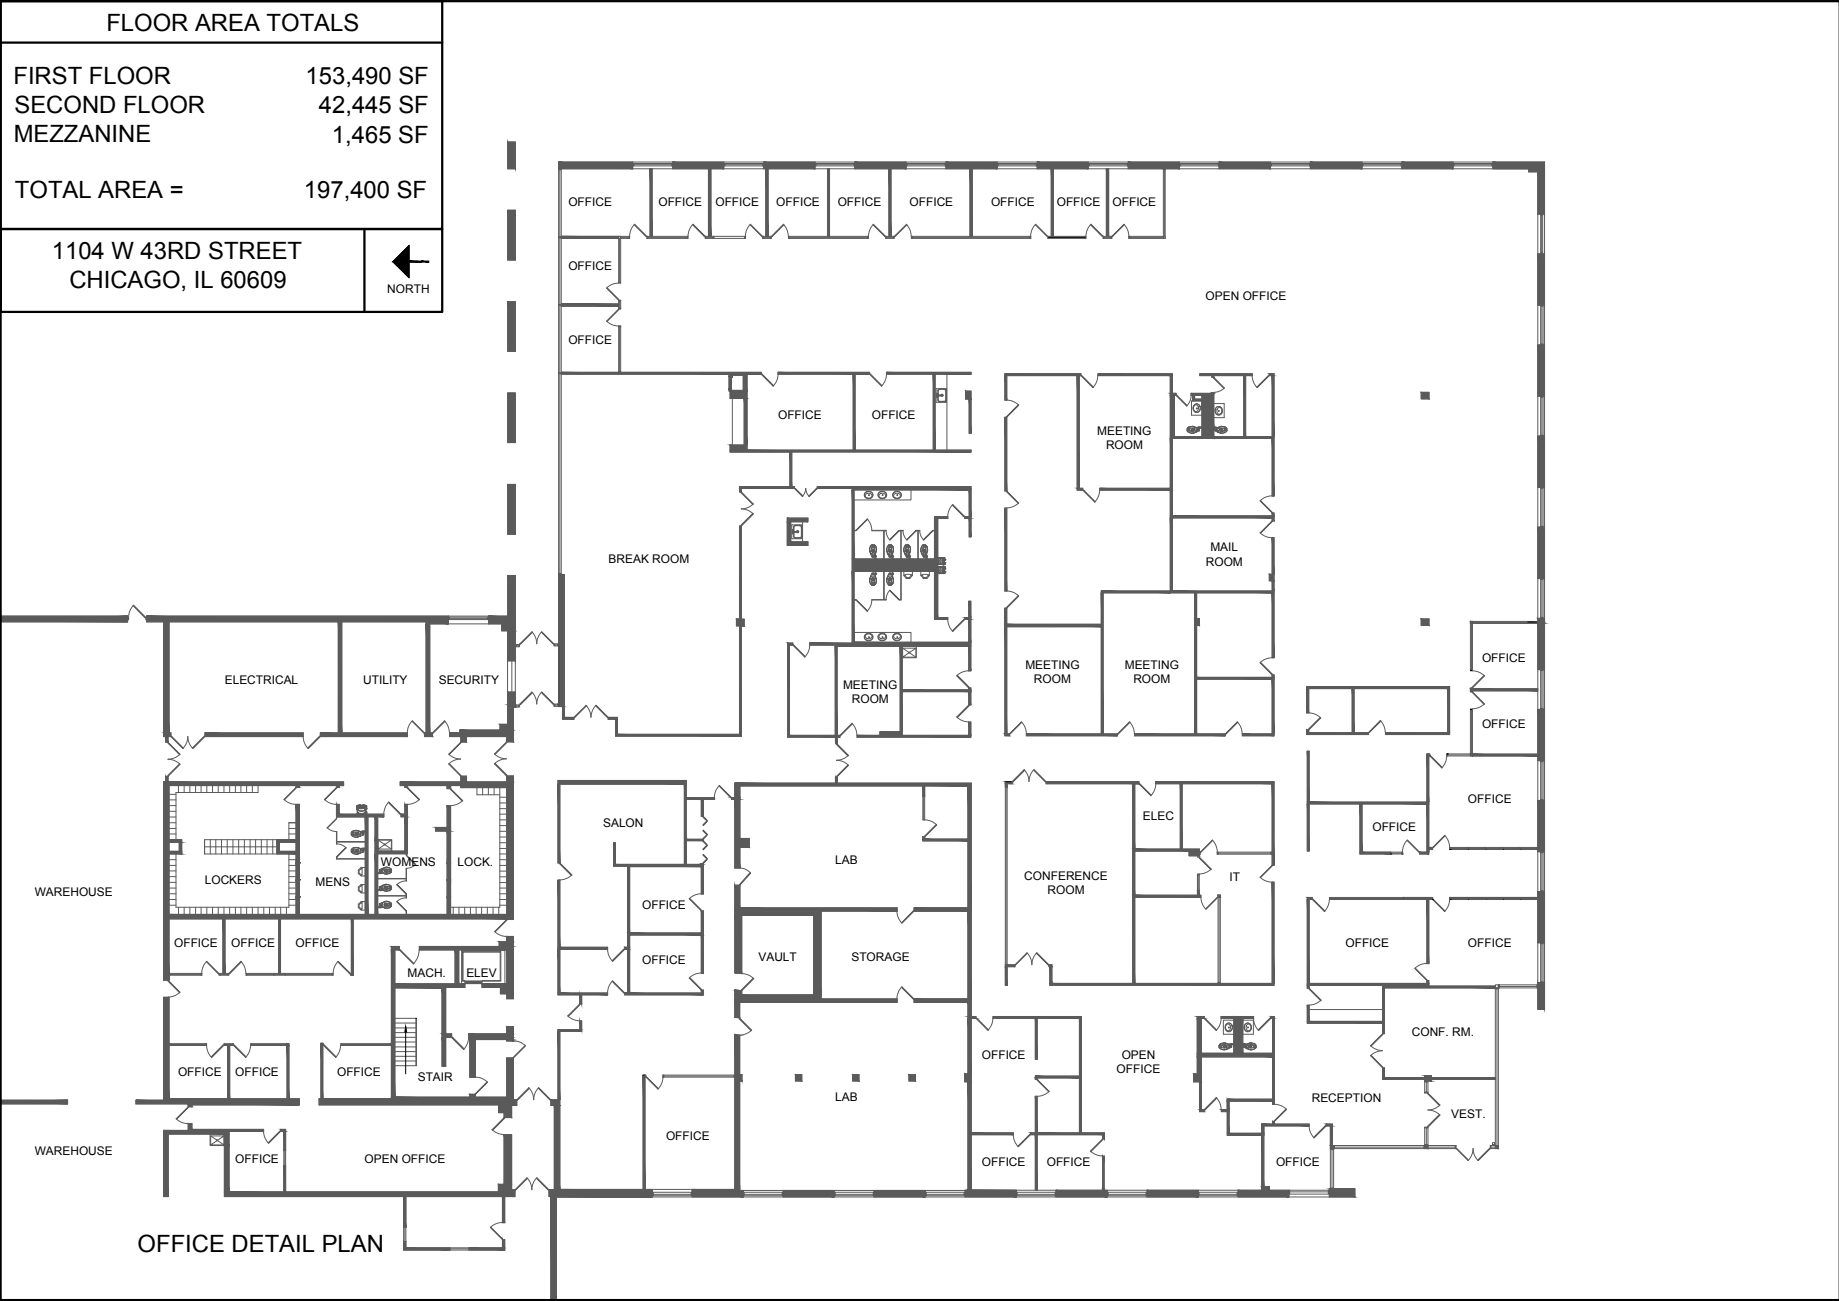 FLOOR AREA TOTALS
FIRST FLOOR 153,490 SF
SECOND FLOOR 42,445 SF
MEZZANINE 1,465 SF
TOTAL AREA = 197,400 SF
1104 W 43RD STREET
CHICAGO, IL 60609
NORTH
OFFICE OFFICE OFFICE OFFICE OFFICE OFFICE OFFICE OFFICE OFFICE
OFFICE
OPEN OFFICE
OFFICE
OFFICE OFFICE
MEETING
ROOM
BREAK ROOM
MAIL
ROOM
ELECTRICAL UTILITY SECURITY
MEETING
ROOM
MEETING
ROOM
MEETING
ROOM
OFFICE
OFFICE
OFFICE
SALON
ELEC
OFFICE
LAB
WOMENS LOCK.
LOCKERS MENS
WAREHOUSE
CONFERENCE
ROOM
IT
OFFICE
OFFICE OFFICE OFFICE
OFFICE OFFICE
VAULT STORAGE
OFFICE
MACH. ELEV
CONF. RM.
OFFICE
OPEN
OFFICE
OFFICE OFFICE OFFICE
STAIR
LAB
RECEPTION
VEST.
OFFICE
WAREHOUSE
OFFICE OPEN OFFICE
OFFICE OFFICE OFFICE
OFFICE DETAIL PLAN